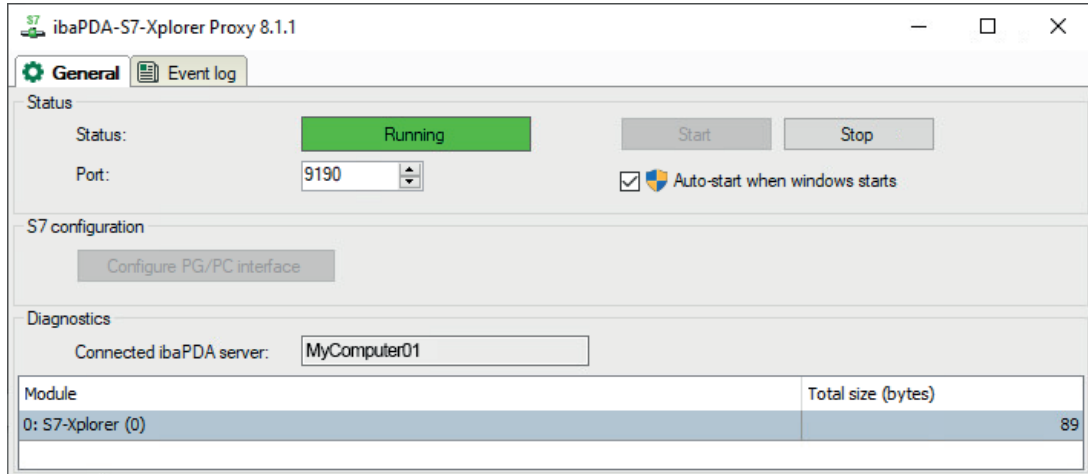 S7 ibaPDA-S7-Xplorer Proxy 8.1.1
General Event log
Status
Status: Running Start Stop
Port: 9190 Auto-start when windows starts
S7 configuration
Configure PG/PC interface
Diagnostics
Connected ibaPDA server: MyComputer01
Module Total size (bytes)
0: S7-Xplorer (0) 89